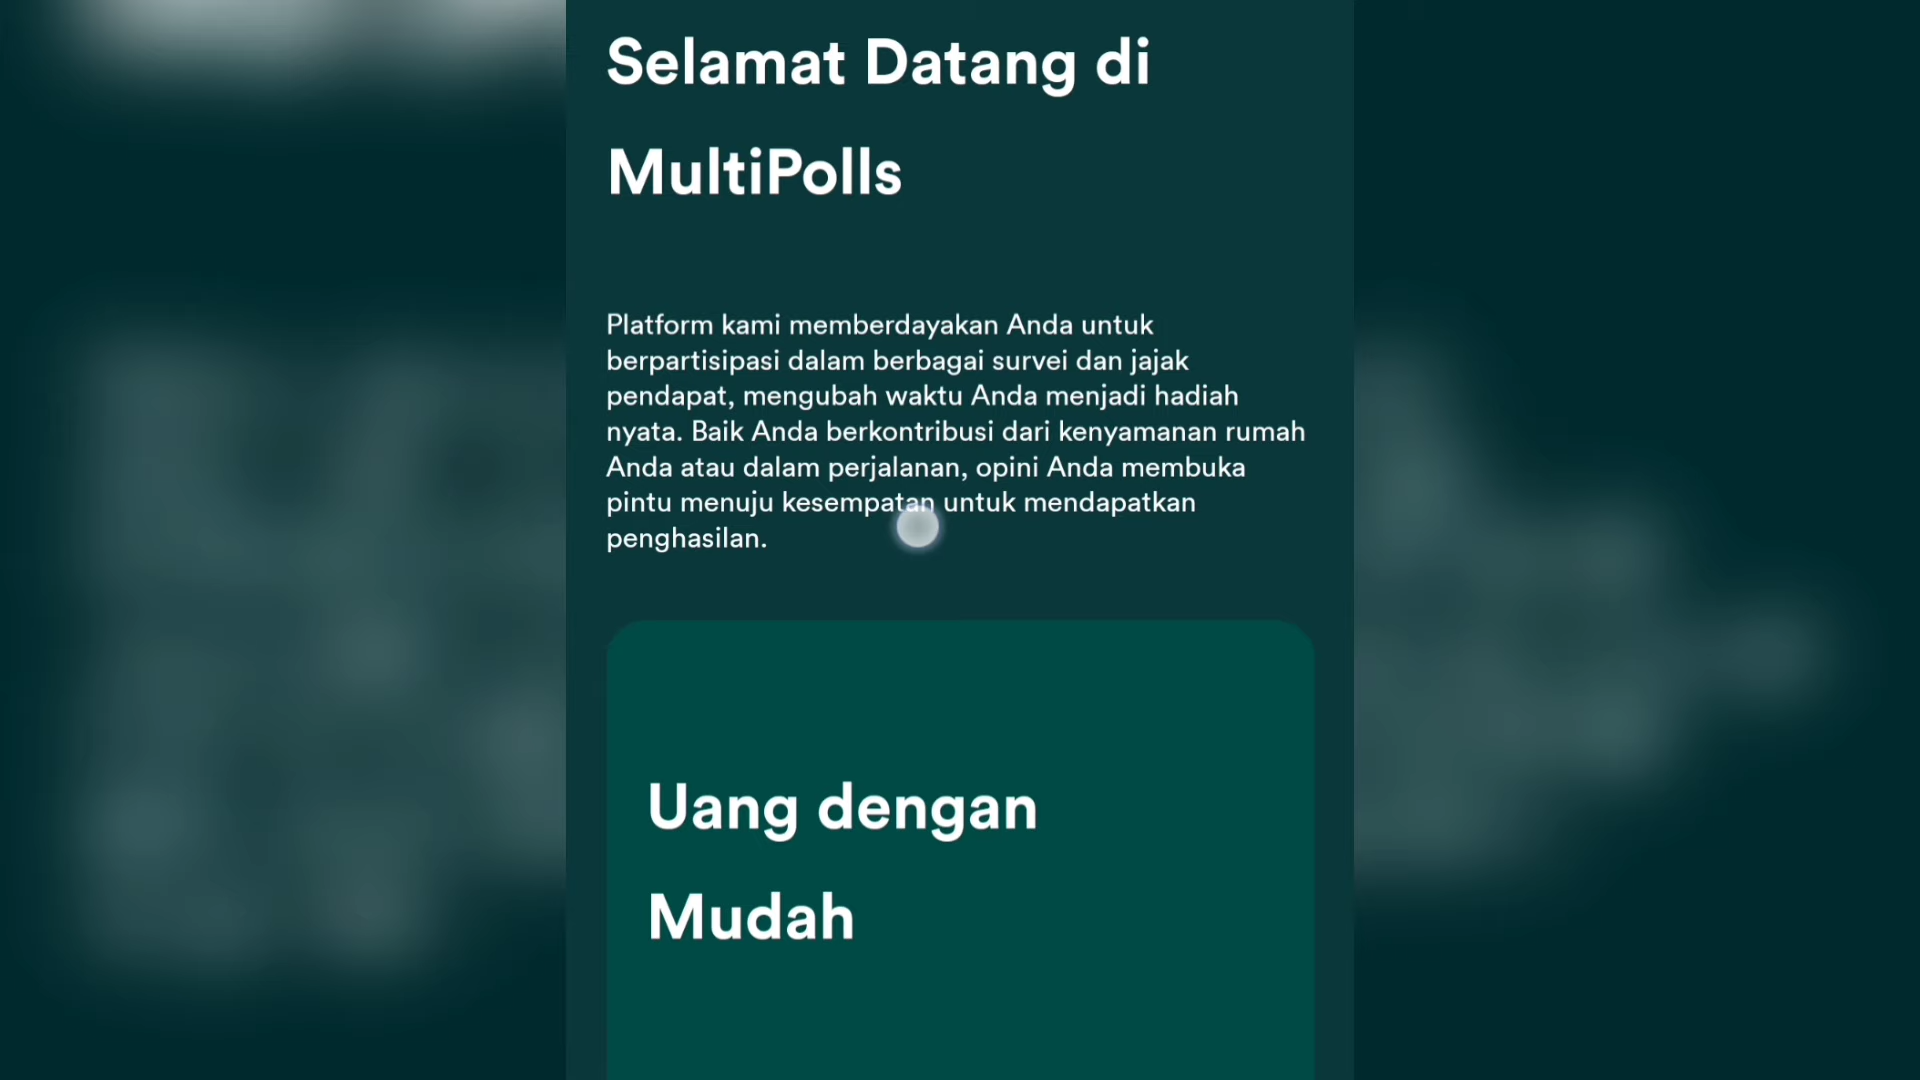 Selamat Datang di
MultiPolls
Platform kami memberdayakan Anda untuk
berpartisipasi dalam berbagai survei dan jajak
pendapat, mengubah waktu Anda menjadi hadiah
nyata. Baik Anda berkontribusi dari kenyamanan rumah
Anda atau dalam perjalanan, opini Anda membuka
pintu menuju kesempatan untuk mendapatkan
penghasilan.
Uang dengan
Mudah